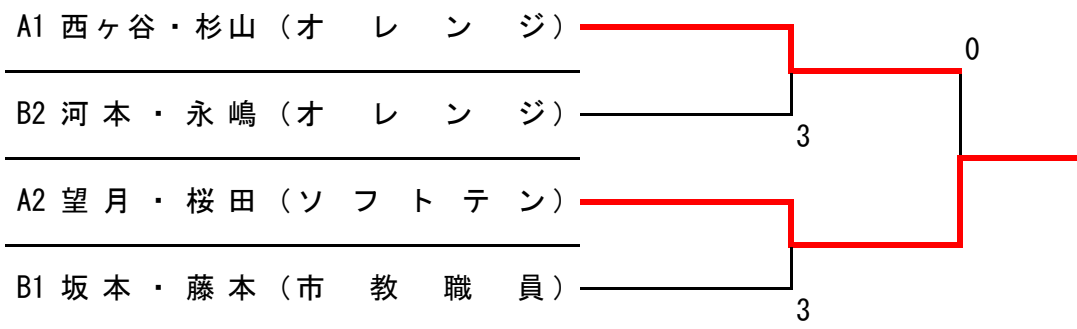 A1 西ヶ谷・杉山（オレンジ）
0
B2 河本・永嶋（オレンジ）
3
A2 望月・桜田（ソフトテン）
B1 坂本・藤本（市教職員）
3